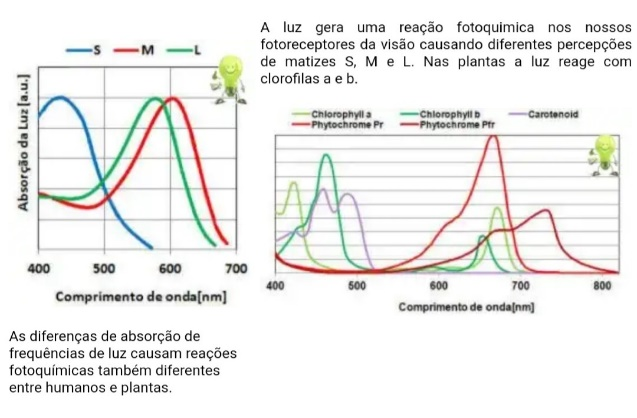 S M L
Absorção da Luz[a.u.]
400 500 600 700
Comprimento de onda[nm]
As diferenças de absorção de
frequências de luz causam reações
fotoquímicas também diferentes
entre humanos e plantas.
A luz gera uma reação fotoquimica nos nossos
fotoreceptores da visão causando diferentes percepções
de matizes S, M e L. Nas plantas a luz reage com
clorofilas a e b.
Chlorophyll a Chlorophyll b Carotenoid
Phytochrome Pr Phytochrome Pfr
400 500 600 700 800
Comprimento de onda[nm]